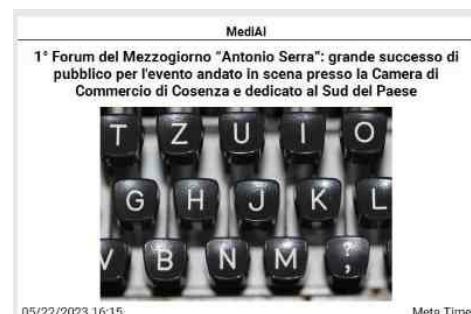 MediAI
1° Forum del Mezzogiorno "Antonio Serra": grande successo di
pubblico per l'evento andato in scena presso la Camera di
Commercio di Cosenza e dedicato al Sud del Paese
T Z U I O
G H J K L
V B N M ; ?
05/22/2023 16:15
Meta Time